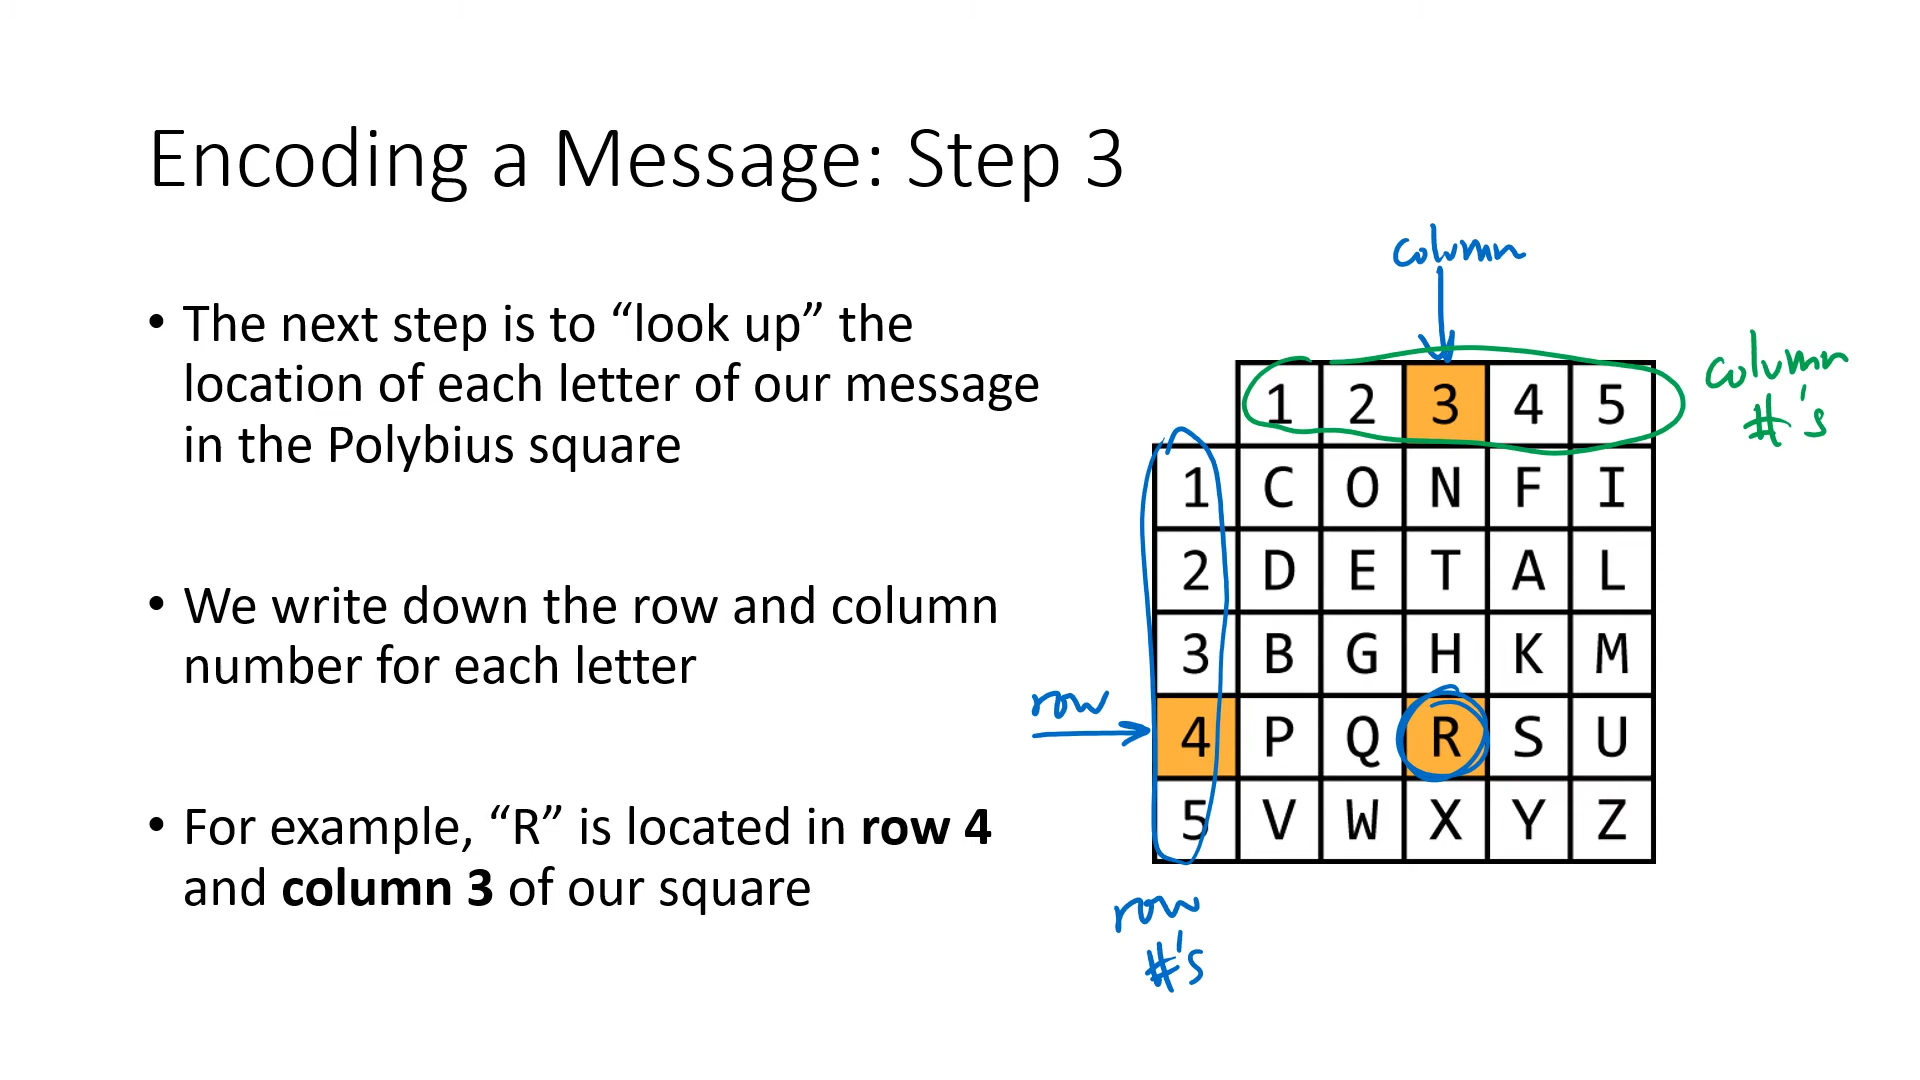 Encoding a Message: Step 3
• The next step is to “look up” the
location of each letter of our message
in the Polybius square
• We write down the row and column
number for each letter
• For example, “R” is located in row 4
and column 3 of our square
column
column
#'s
1 2 3 4 5
1 C O N F I
2 D E T A L
3 B G H K M
row
4 P Q R S U
5 V W X Y Z
row
#'s